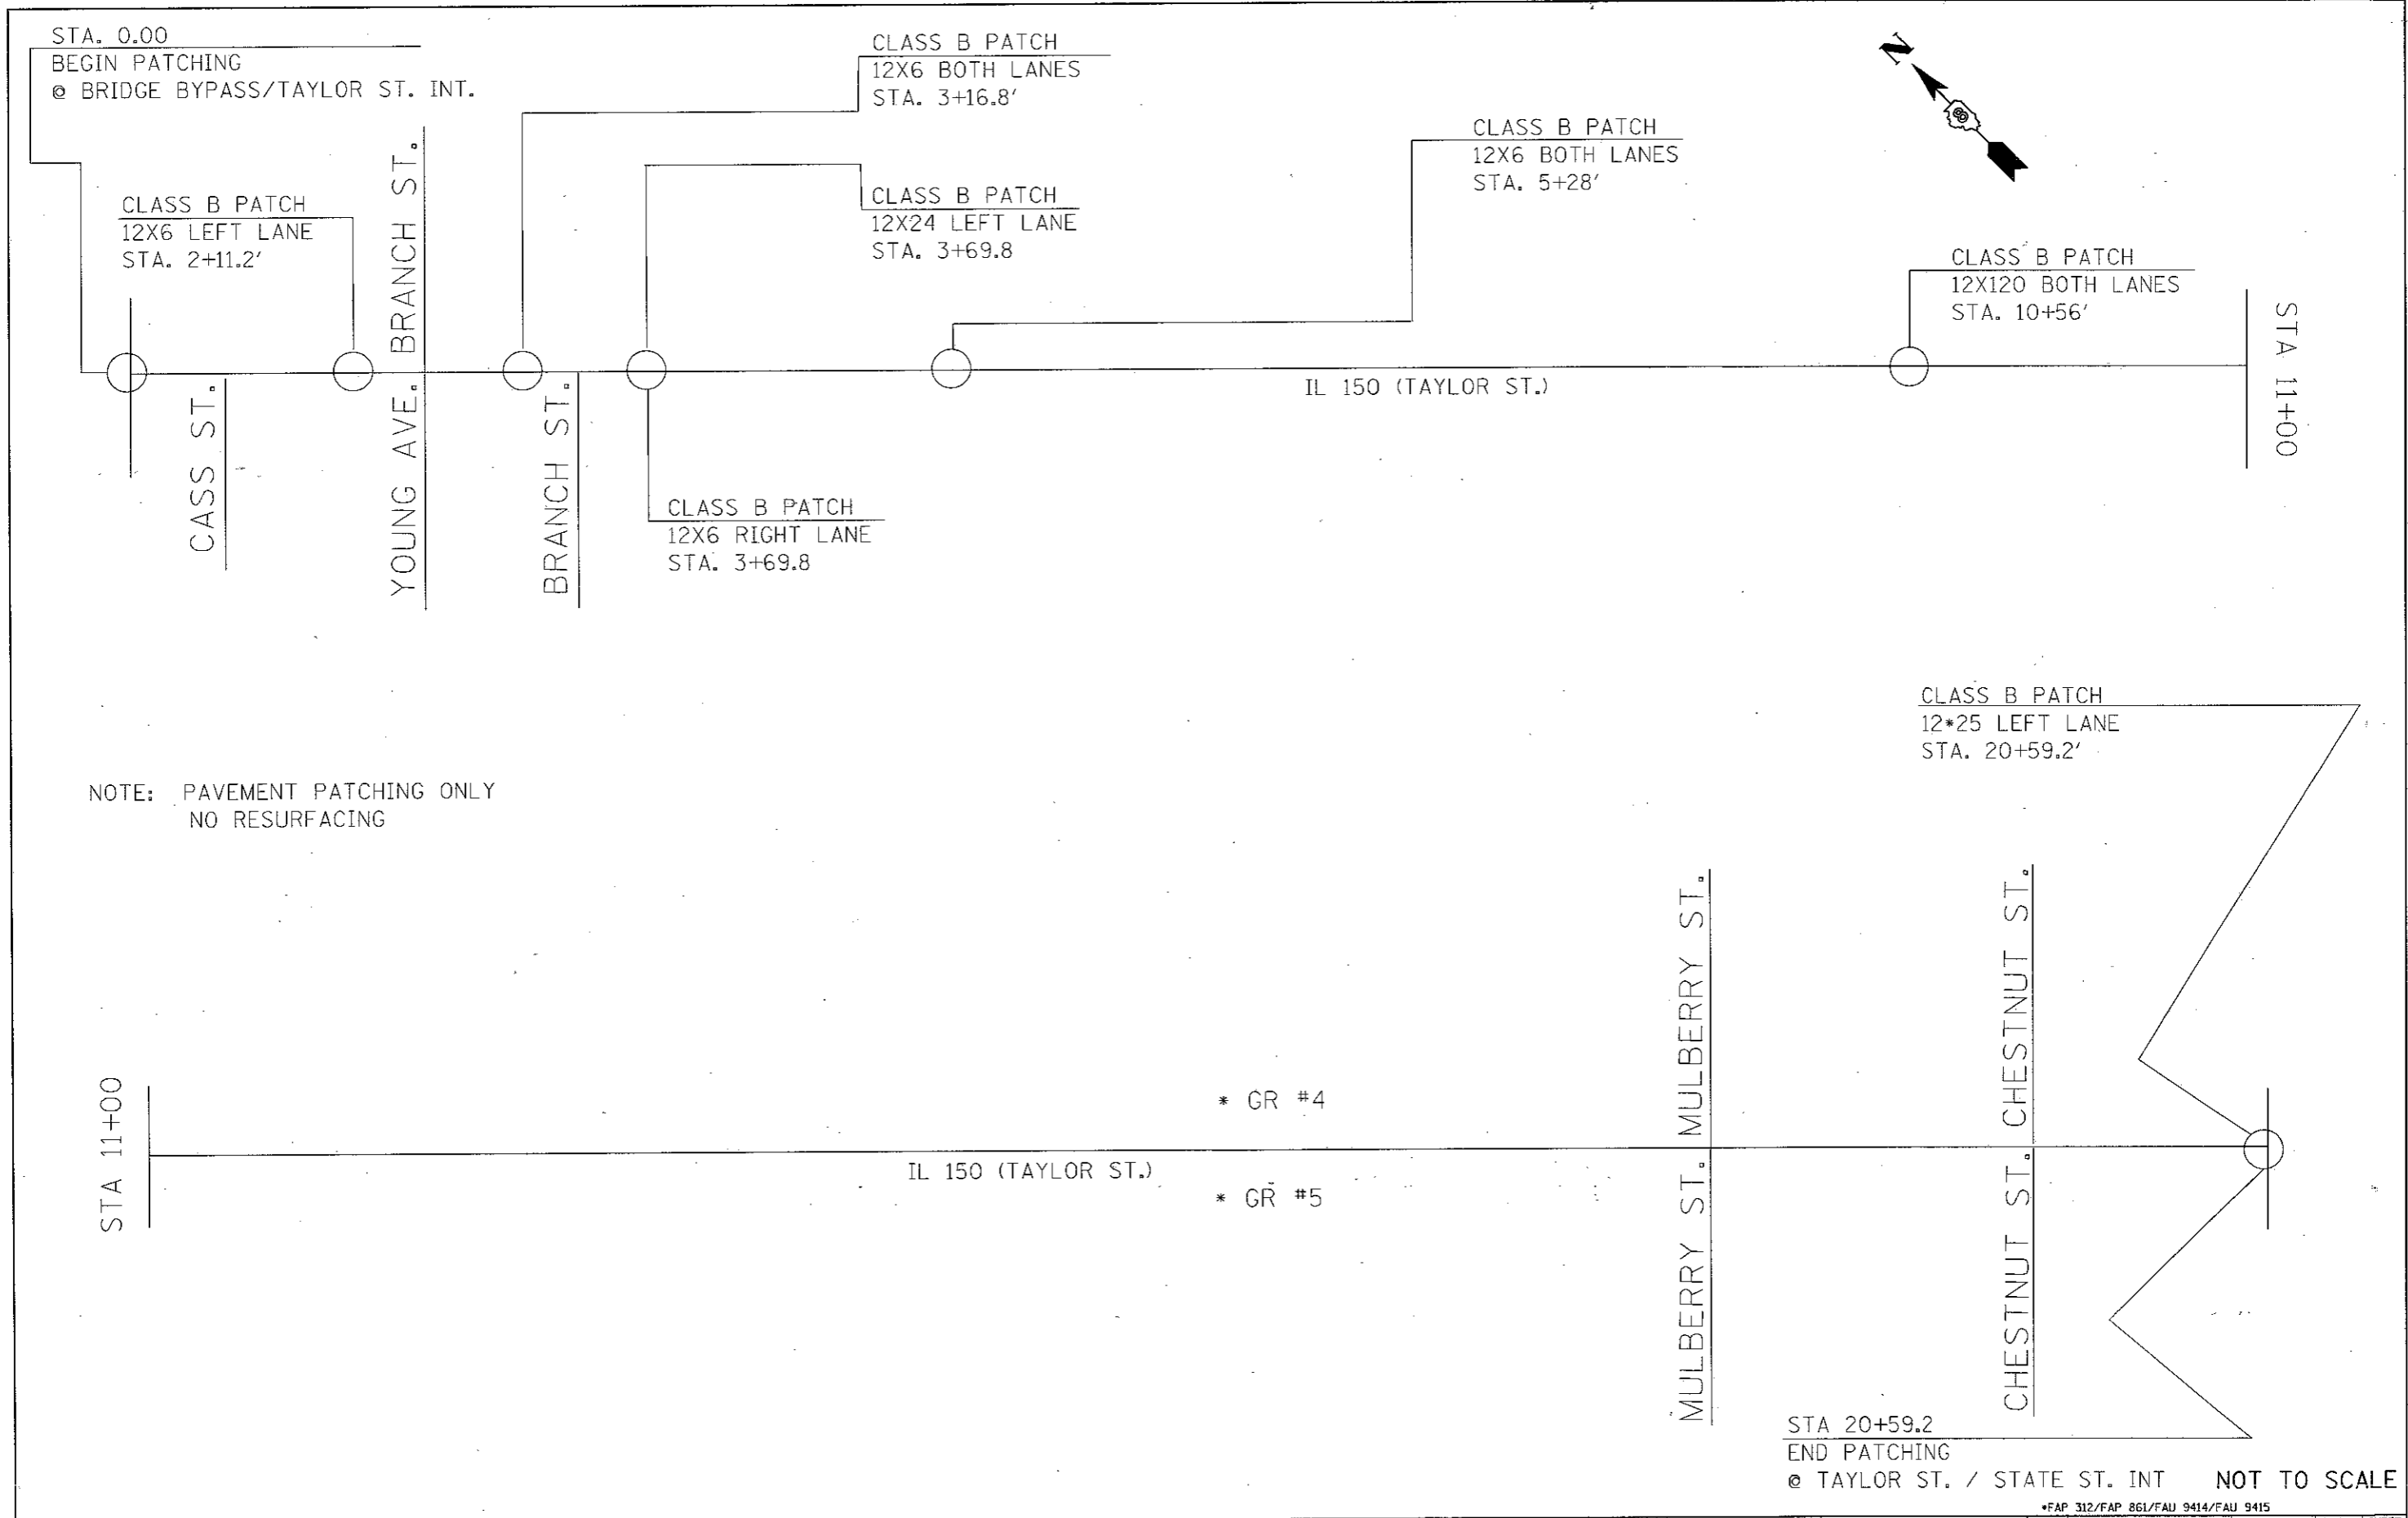 STA. 0.00
BEGIN PATCHING
@ BRIDGE BYPASS/TAYLOR ST. INT.
CLASS B PATCH
12X6 BOTH LANES
STA. 3+16.8'
N
CLASS B PATCH
12X6 BOTH LANES
STA. 5+28'
CLASS B PATCH
12X6 LEFT LANE
STA. 2+11.2'
BRANCH ST.
CLASS B PATCH
12X24 LEFT LANE
STA. 3+69.8
CLASS B PATCH
12X120 BOTH LANES
STA. 10+56'
STA 11+00
IL 150 (TAYLOR ST.)
CASS ST.
YOUNG AVE.
BRANCH ST.
CLASS B PATCH
12X6 RIGHT LANE
STA. 3+69.8
CLASS B PATCH
12*25 LEFT LANE
STA. 20+59.2'
NOTE: PAVEMENT PATCHING ONLY
NO RESURFACING
MULBERRY ST.
CHESTNUT ST.
STA 11+00
* GR #4
IL 150 (TAYLOR ST.)
* GR #5
MULBERRY ST.
CHESTNUT ST.
STA 20+59.2
END PATCHING
@ TAYLOR ST. / STATE ST. INT NOT TO SCALE
*FAP 312/FAP 861/FAU 9414/FAU 9415